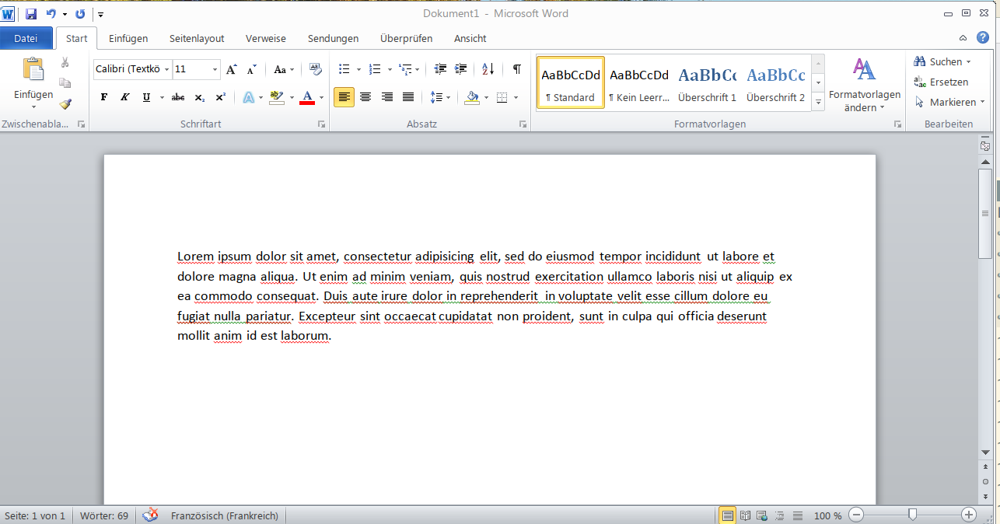 Dokument1 - Microsoft Word
Datei Start Einfügen Seitenlayout Verweise Sendungen Überprüfen Ansicht
Einfügen
Zwischenabla...
Calibri (Textkö 11
F K U abc x₂ x²
Schriftart
Absatz
AaBbCcDd AaBbCcDd AaBbCc AaBbCc
¶ Standard ¶ Kein Leerr... Überschrift 1 Überschrift 2
Formatvorlagen
Formatvorlagen
ändern
Suchen
Ersetzen
Markieren
Bearbeiten
Lorem ipsum dolor sit amet, consectetur adipisicing elit, sed do eiusmod tempor incididunt ut labore et
dolore magna aliqua. Ut enim ad minim veniam, quis nostrud exercitation ullamco laboris nisi ut aliquip ex
ea commodo consequat. Duis aute irure dolor in reprehenderit in voluptate velit esse cillum dolore eu
fugiat nulla pariatur. Excepteur sint occaecat cupidatat non proident, sunt in culpa qui officia deserunt
mollit anim id est laborum.
Seite: 1 von 1 Wörter: 69 Französisch (Frankreich) 100 %